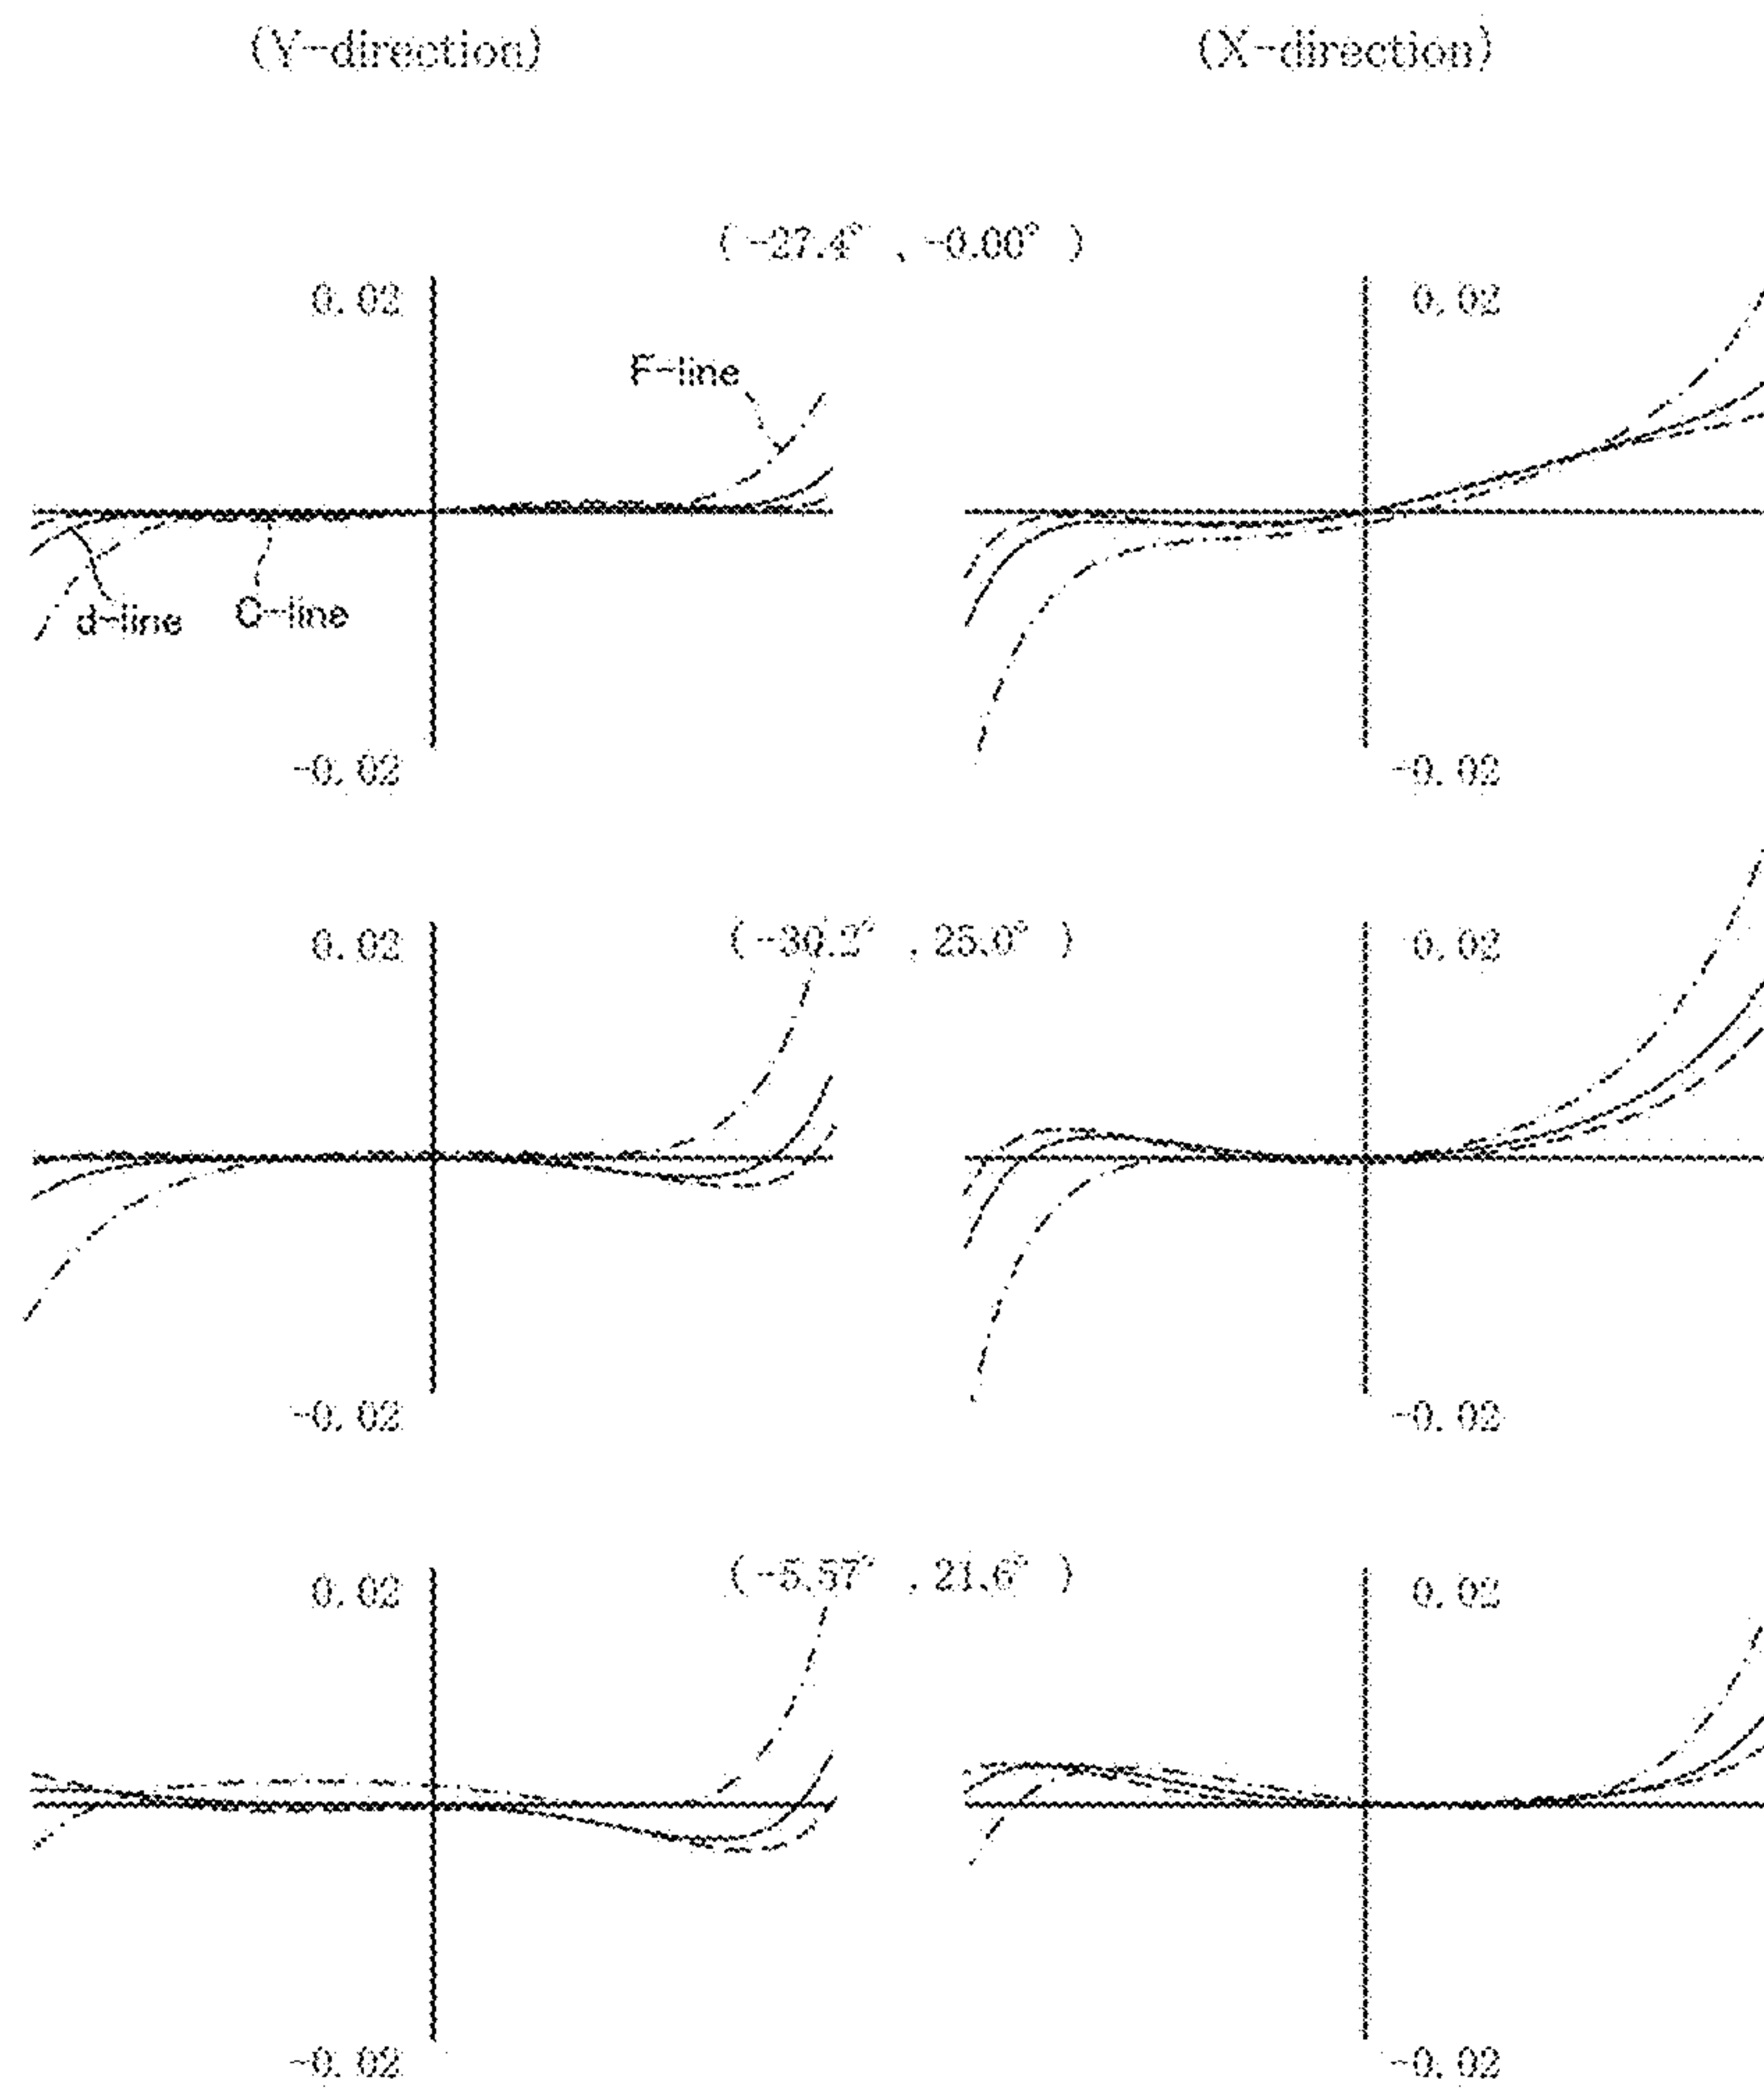 (Y-direction) (X-direction)
(-27.4° , -0.00° )
0.02 0.02
F-line
d-line C-line
-0.02 -0.02
0.02 (-30.2° , 25.0° ) 0.02
-0.02 -0.02
(-5.57° , 21.6° )
0.02 0.02
-0.02 -0.02